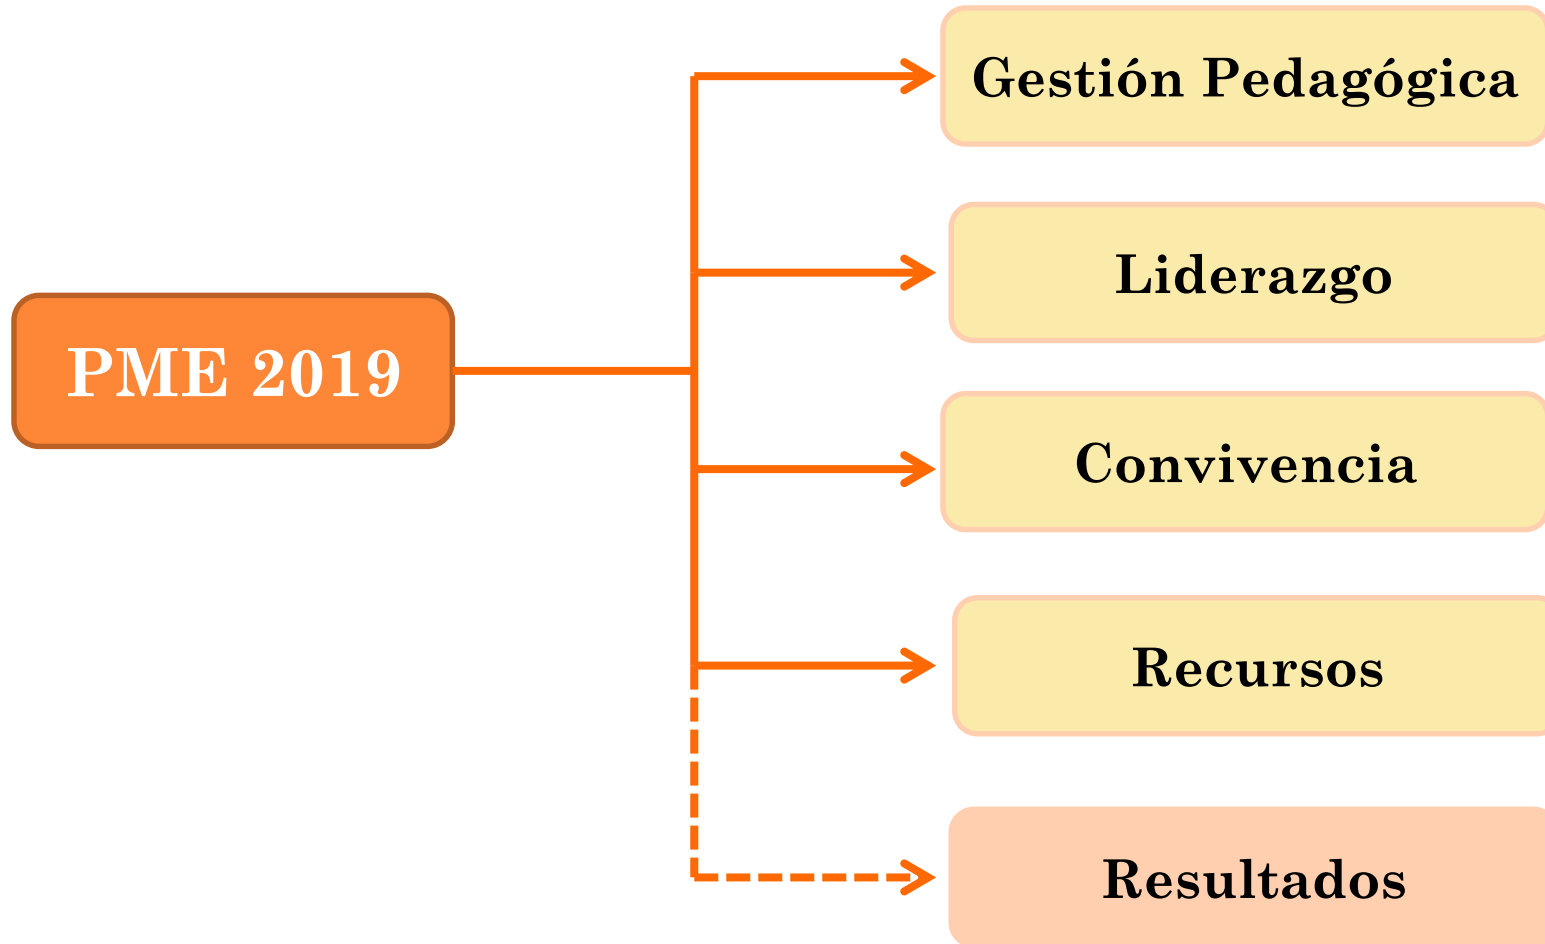 Gestión Pedagógica
Liderazgo
PME 2019
Convivencia
Recursos
Resultados